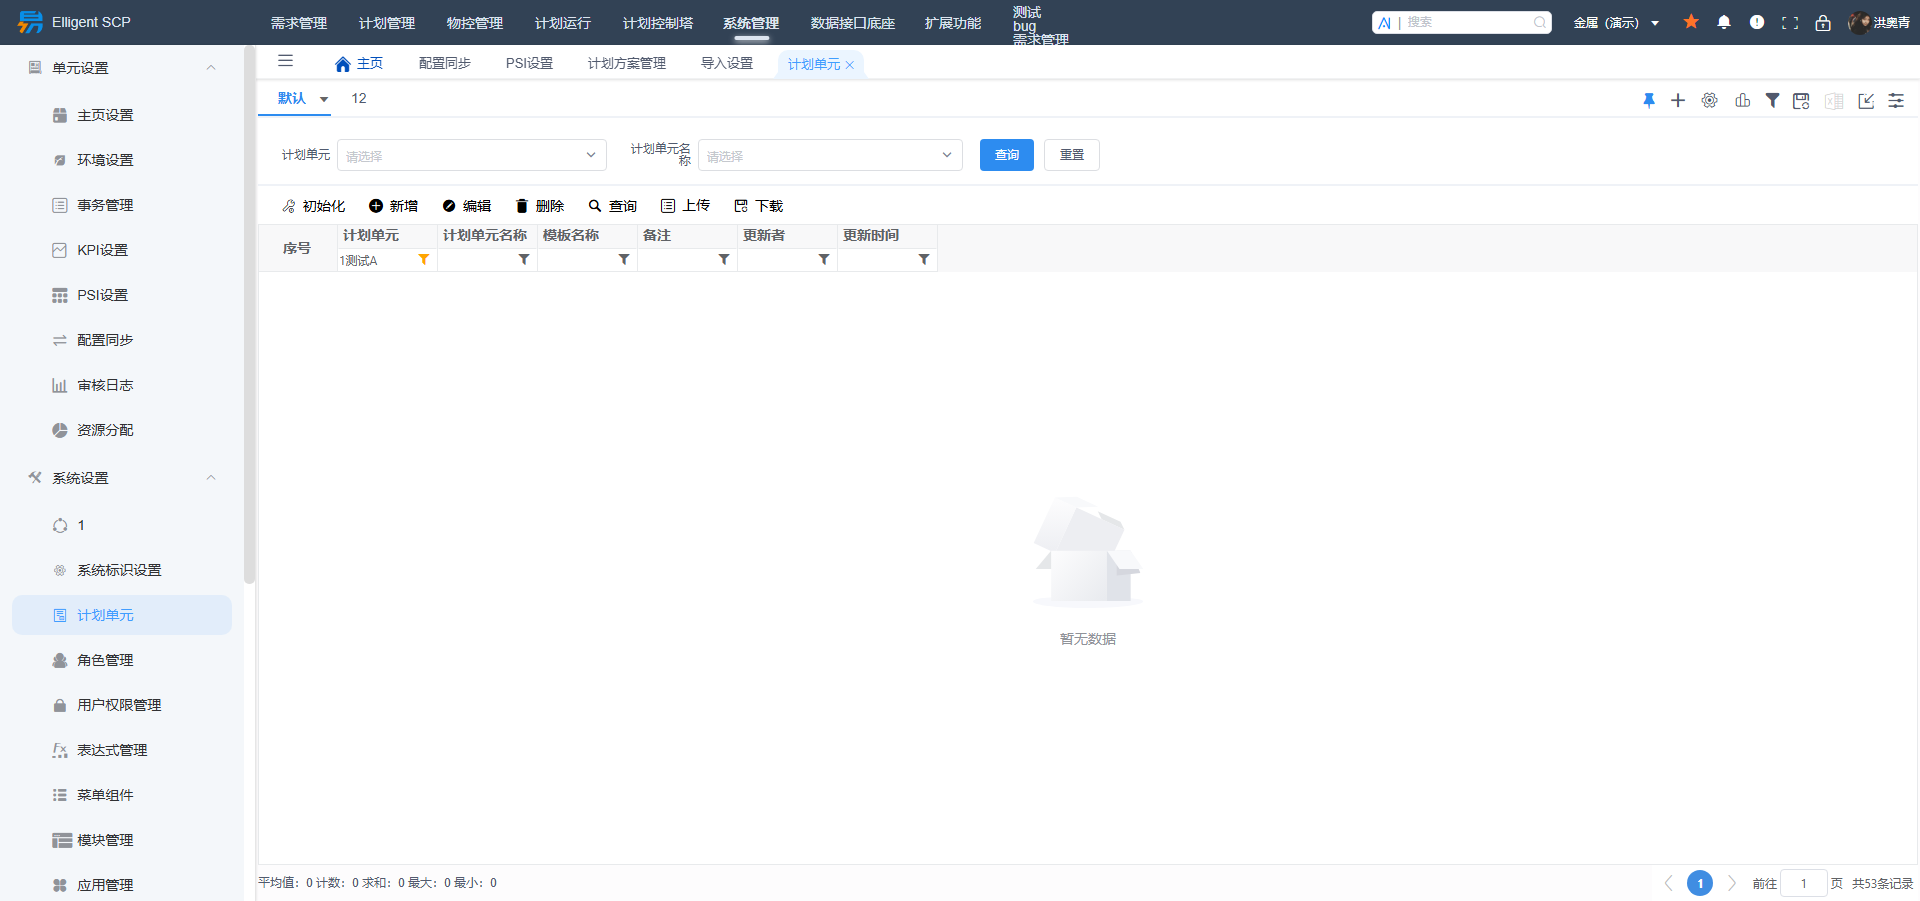 Elligent SCP
需求管理 计划管理 物控管理 计划运行 计划控制塔 系统管理 数据接口底座 扩展功能
测试
bug
需求管理
搜索
金属（演示）
洪奥青
单元设置
主页设置
环境设置
事务管理
KPI设置
PSI设置
配置同步
审核日志
资源分配
系统设置
1
系统标识设置
计划单元
角色管理
用户权限管理
表达式管理
菜单组件
模块管理
应用管理
主页 配置同步 PSI设置 计划方案管理 导入设置 计划单元
默认 12
计划单元 请选择 计划单元名
称 请选择 查询 重置
初始化 新增 编辑 删除 查询 上传 下载
序号 计划单元 计划单元名称 模板名称 备注 更新者 更新时间
1测试A
暂无数据
平均值：0 计数：0 求和：0 最大：0 最小：0
1 前往 1 页 共53条记录